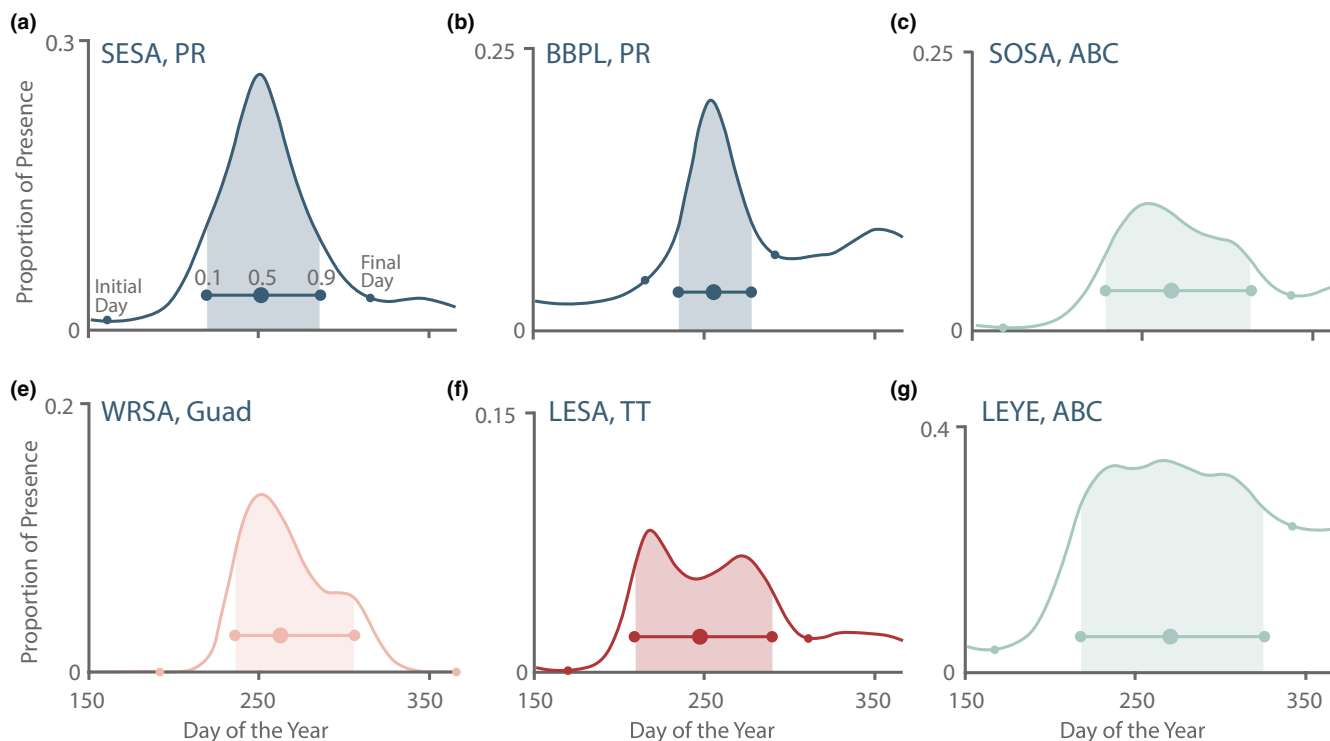 (a)
0.3
SESA, PR
Proportion of Presence
Initial
Day
0.1
0.5
0.9
Final
Day
0
(b)
0.25
BBPL, PR
0
(c)
0.25
SOSA, ABC
0
(e)
0.2
WRSA, Guad
Proportion of Presence
0
150
250
350
Day of the Year
(f)
0.15
LESA, TT
0
150
250
350
Day of the Year
(g)
0.4
LEYE, ABC
0
150
250
350
Day of the Year